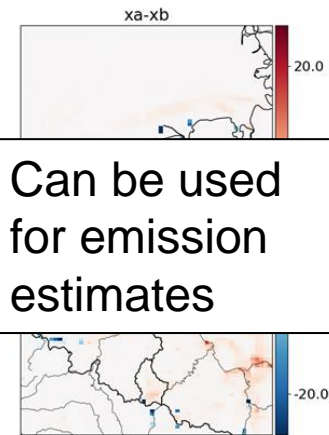 xa-xb
20.0
Can be used
for emission
estimates
-20.0